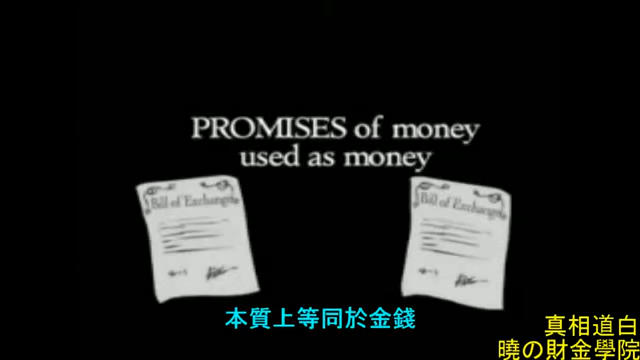 PROMISES of money
used as money
Bill of Exchange
Bill of Exchange
本質上等同於金錢
真相道白
曉の財金學院